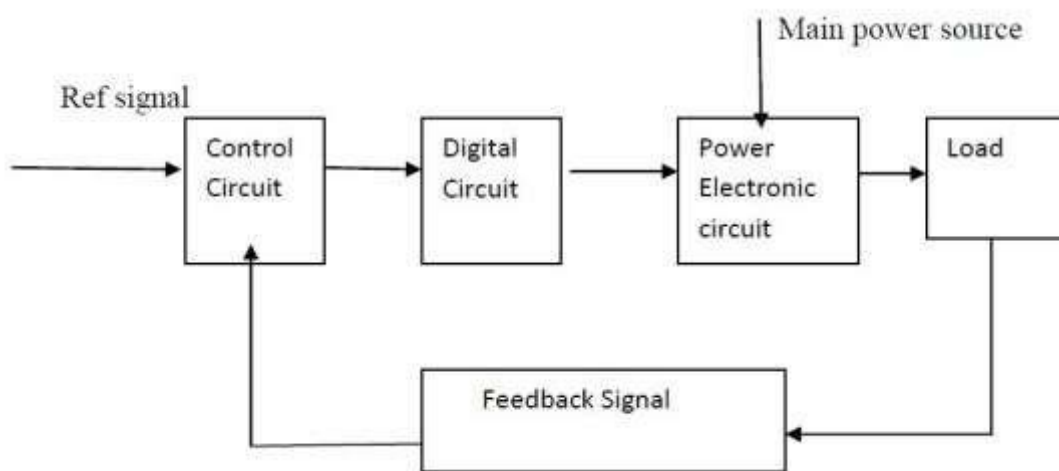 Main power source
Ref signal
Control
Circuit
Digital
Circuit
Power
Electronic
circuit
Load
Feedback Signal